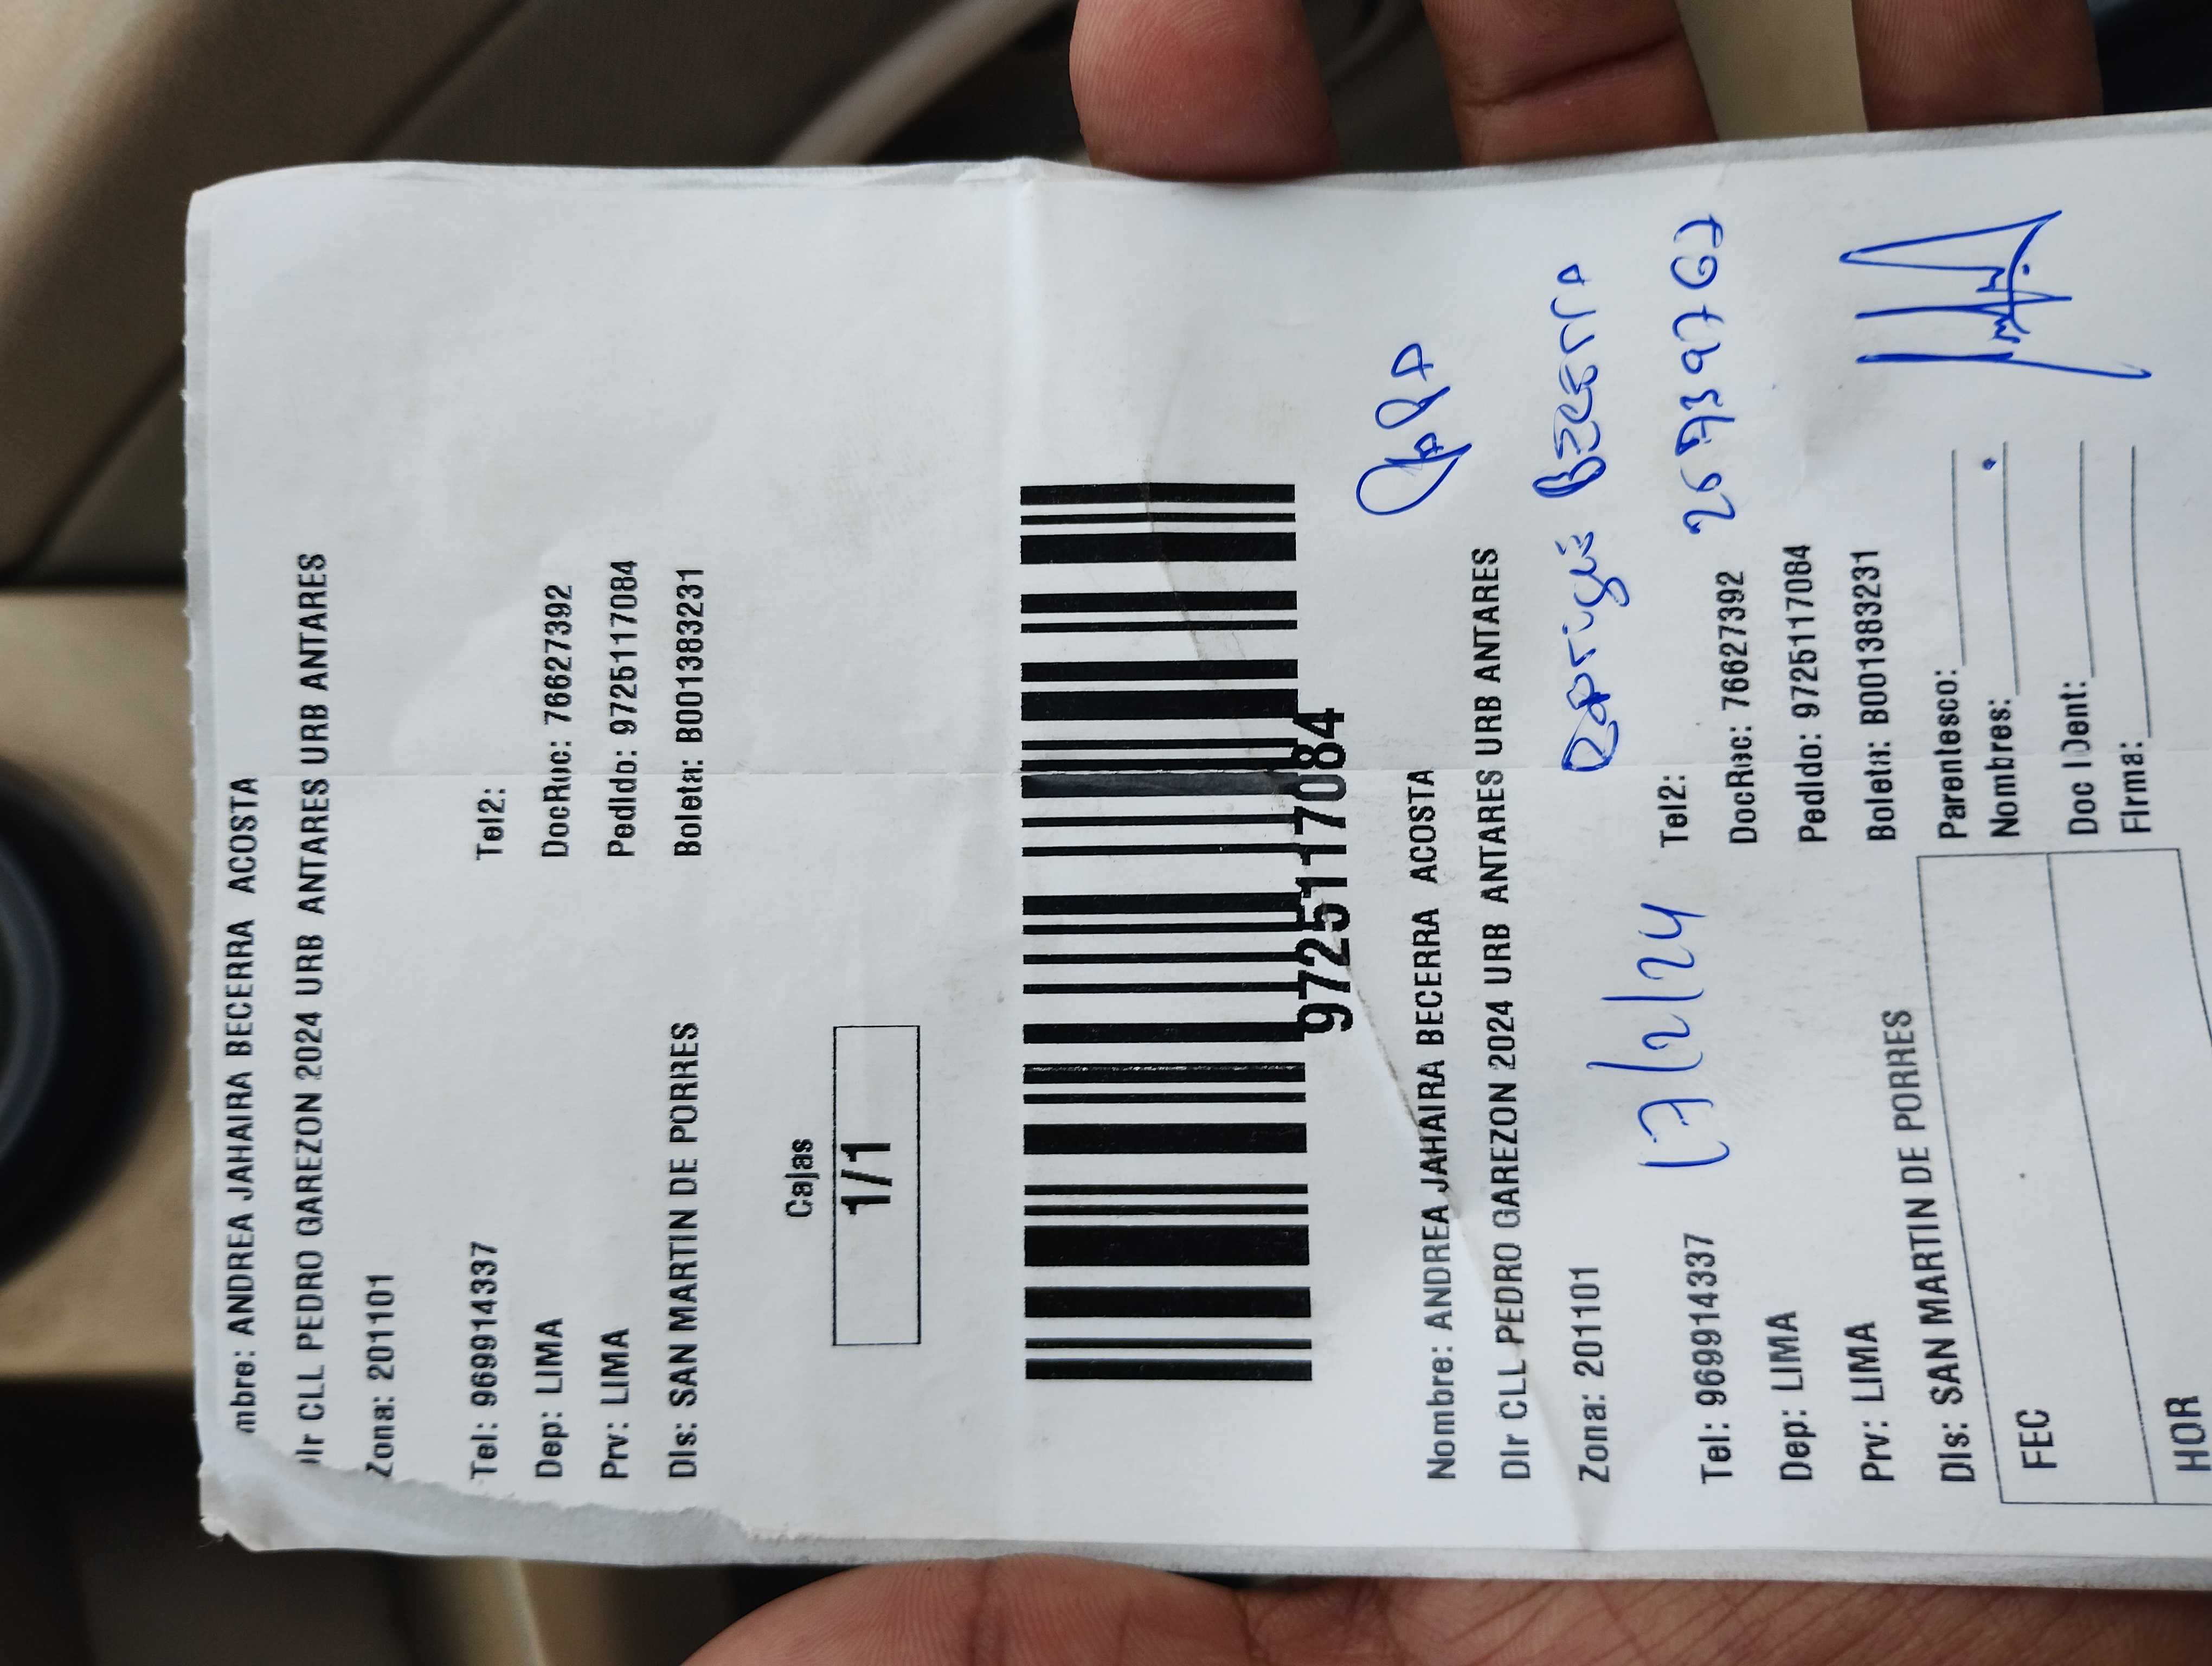 mbre: ANDREA JAHAIRA BECERRA ACOSTA
Dir CLL PEDRO GAREZON 2024 URB ANTARES URB ANTARES
Zona: 201101
Tel: 969914337 Tel2:
Dep: LIMA DocRuc: 76627392
Prv: LIMA Pedido: 9725117084
Dis: SAN MARTIN DE PORRES Boleta: B001383231
Cajas
1/1
9725117084
Nombre: ANDREA JAHAIRA BECERRA ACOSTA
Dir CLL PEDRO GAREZON 2024 URB ANTARES URB ANTARES
Zona: 201101
17/2/24
Tel: 969914337 Tel2:
Dep: LIMA DocRuc: 76627392
Prv: LIMA Pedido: 9725117084
Dis: SAN MARTIN DE PORRES Boleta: B001383231
FEC Parentesco:
Nombres:
Doc Ident:
HOR Firma: